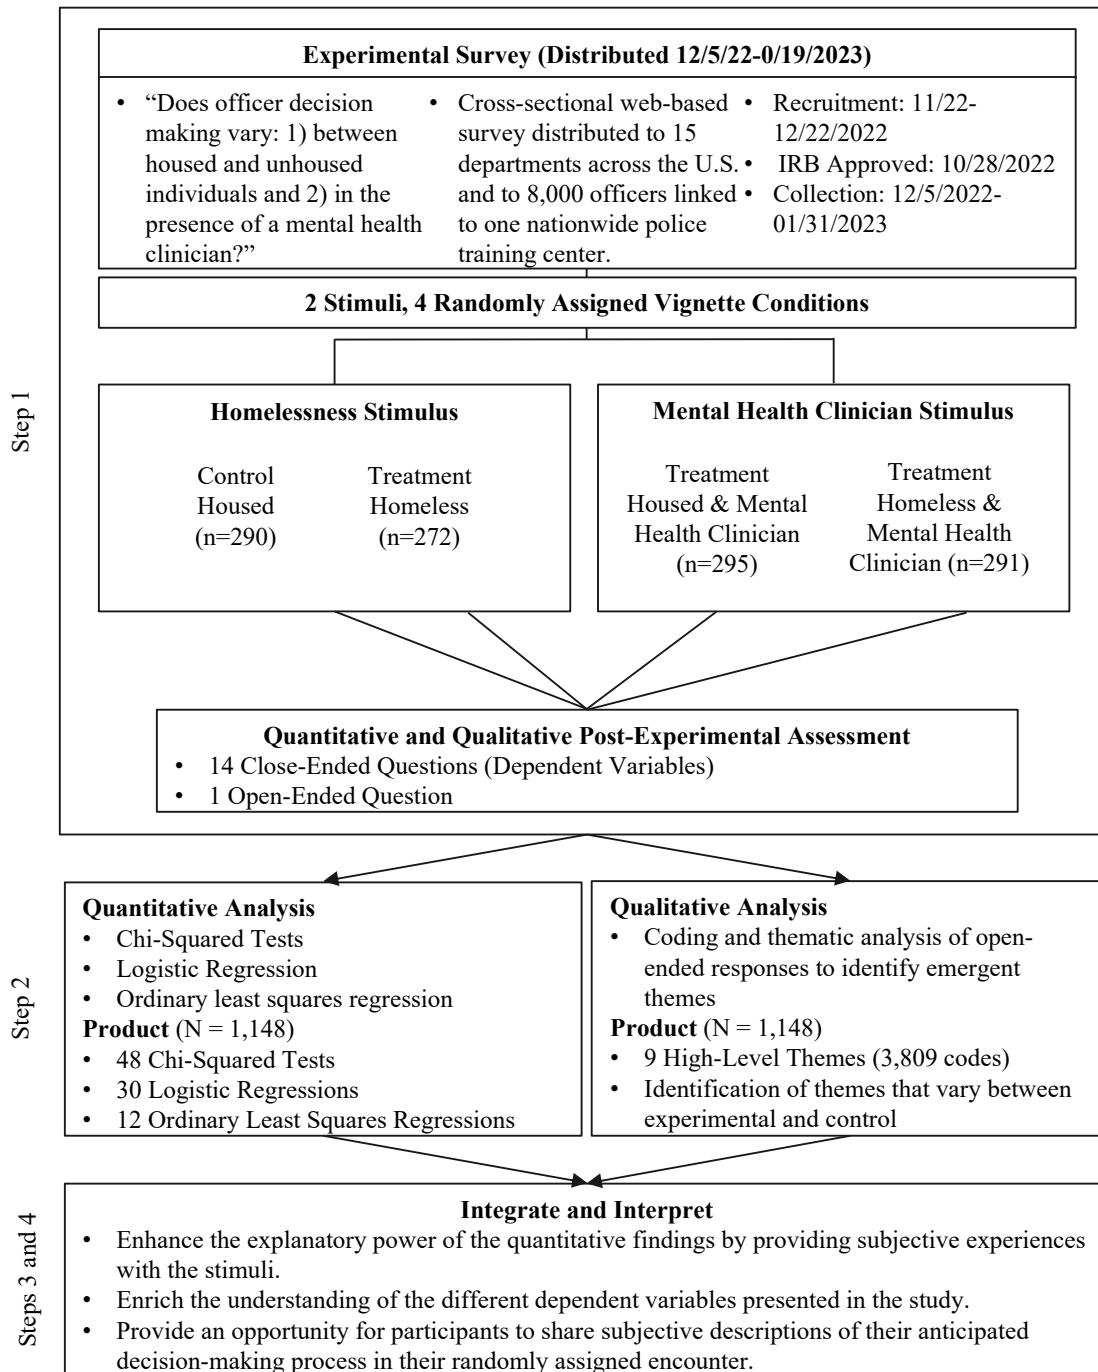 Experimental Survey (Distributed 12/5/22-0/19/2023)
• “Does officer decision
making vary: 1) between
housed and unhoused
individuals and 2) in the
presence of a mental health
clinician?”
• Cross-sectional web-based
survey distributed to 15
departments across the U.S.
and to 8,000 officers linked
to one nationwide police
training center.
• Recruitment: 11/22-
12/22/2022
• IRB Approved: 10/28/2022
• Collection: 12/5/2022-
01/31/2023
2 Stimuli, 4 Randomly Assigned Vignette Conditions
Step 1
Homelessness Stimulus
Control
Housed
(n=290)
Treatment
Homeless
(n=272)
Mental Health Clinician Stimulus
Treatment
Housed & Mental
Health Clinician
(n=295)
Treatment
Homeless &
Mental Health
Clinician (n=291)
Quantitative and Qualitative Post-Experimental Assessment
• 14 Close-Ended Questions (Dependent Variables)
• 1 Open-Ended Question
Step 2
Quantitative Analysis
• Chi-Squared Tests
• Logistic Regression
• Ordinary least squares regression
Product (N = 1,148)
• 48 Chi-Squared Tests
• 30 Logistic Regressions
• 12 Ordinary Least Squares Regressions
Qualitative Analysis
• Coding and thematic analysis of open-
ended responses to identify emergent
themes
Product (N = 1,148)
• 9 High-Level Themes (3,809 codes)
• Identification of themes that vary between
experimental and control
Steps 3 and 4
Integrate and Interpret
• Enhance the explanatory power of the quantitative findings by providing subjective experiences
with the stimuli.
• Enrich the understanding of the different dependent variables presented in the study.
• Provide an opportunity for participants to share subjective descriptions of their anticipated
decision-making process in their randomly assigned encounter.